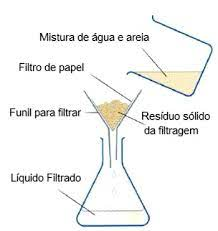 Mistura de água e areia
Filtro de papel
Funil para filtrar
Resíduo sólido
da filtragem
Líquido Filtrado